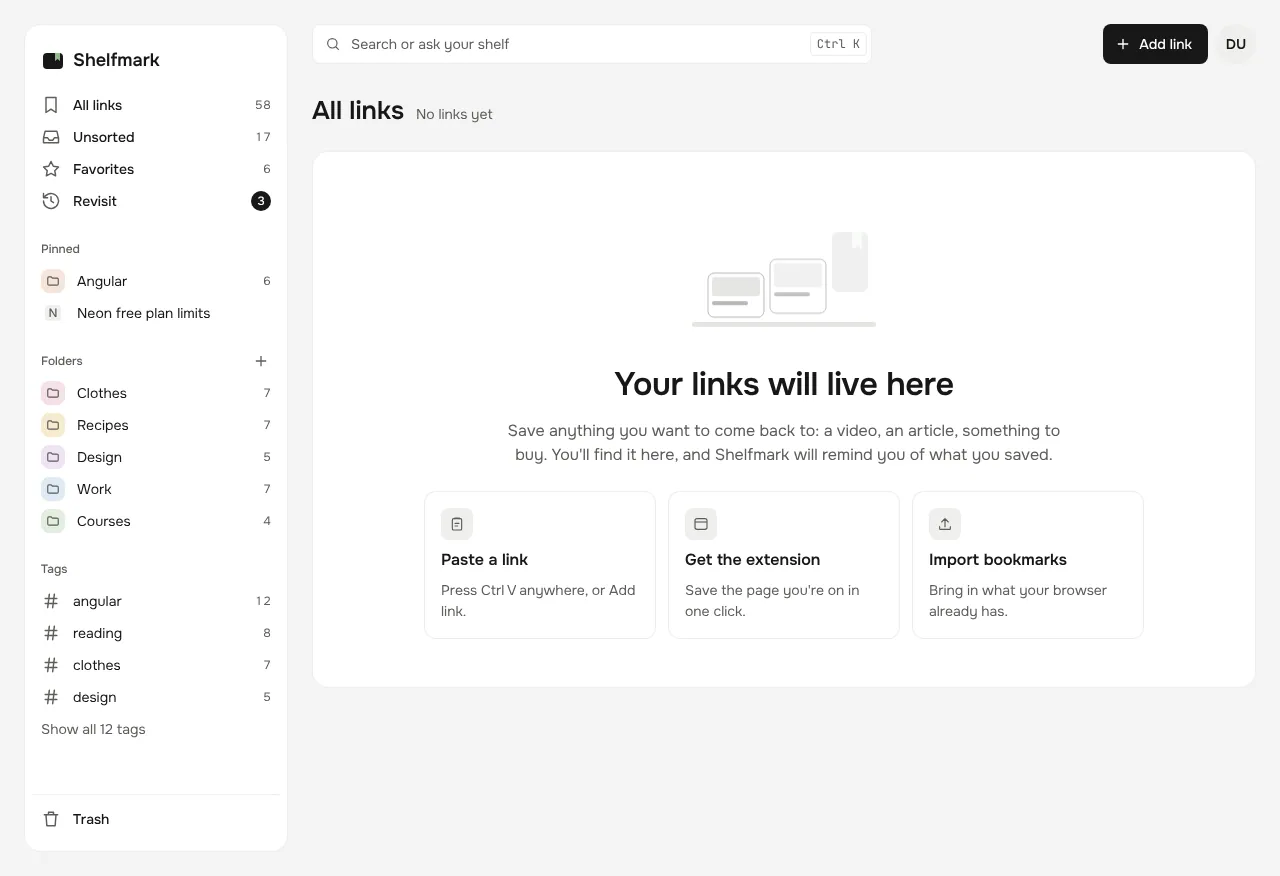 Shelfmark
All links 58
Unsorted 17
Favorites 6
Revisit 3
Pinned
Angular 6
N Neon free plan limits
Folders
Clothes 7
Recipes 7
Design 5
Work 7
Courses 4
Tags
angular 12
reading 8
clothes 7
design 5
Show all 12 tags
Trash
Search or ask your shelf Ctrl K
Add link
DU
All links No links yet
Your links will live here
Save anything you want to come back to: a video, an article, something to
buy. You'll find it here, and Shelfmark will remind you of what you saved.
Paste a link
Press Ctrl V anywhere, or Add
link.
Get the extension
Save the page you're on in
one click.
Import bookmarks
Bring in what your browser
already has.